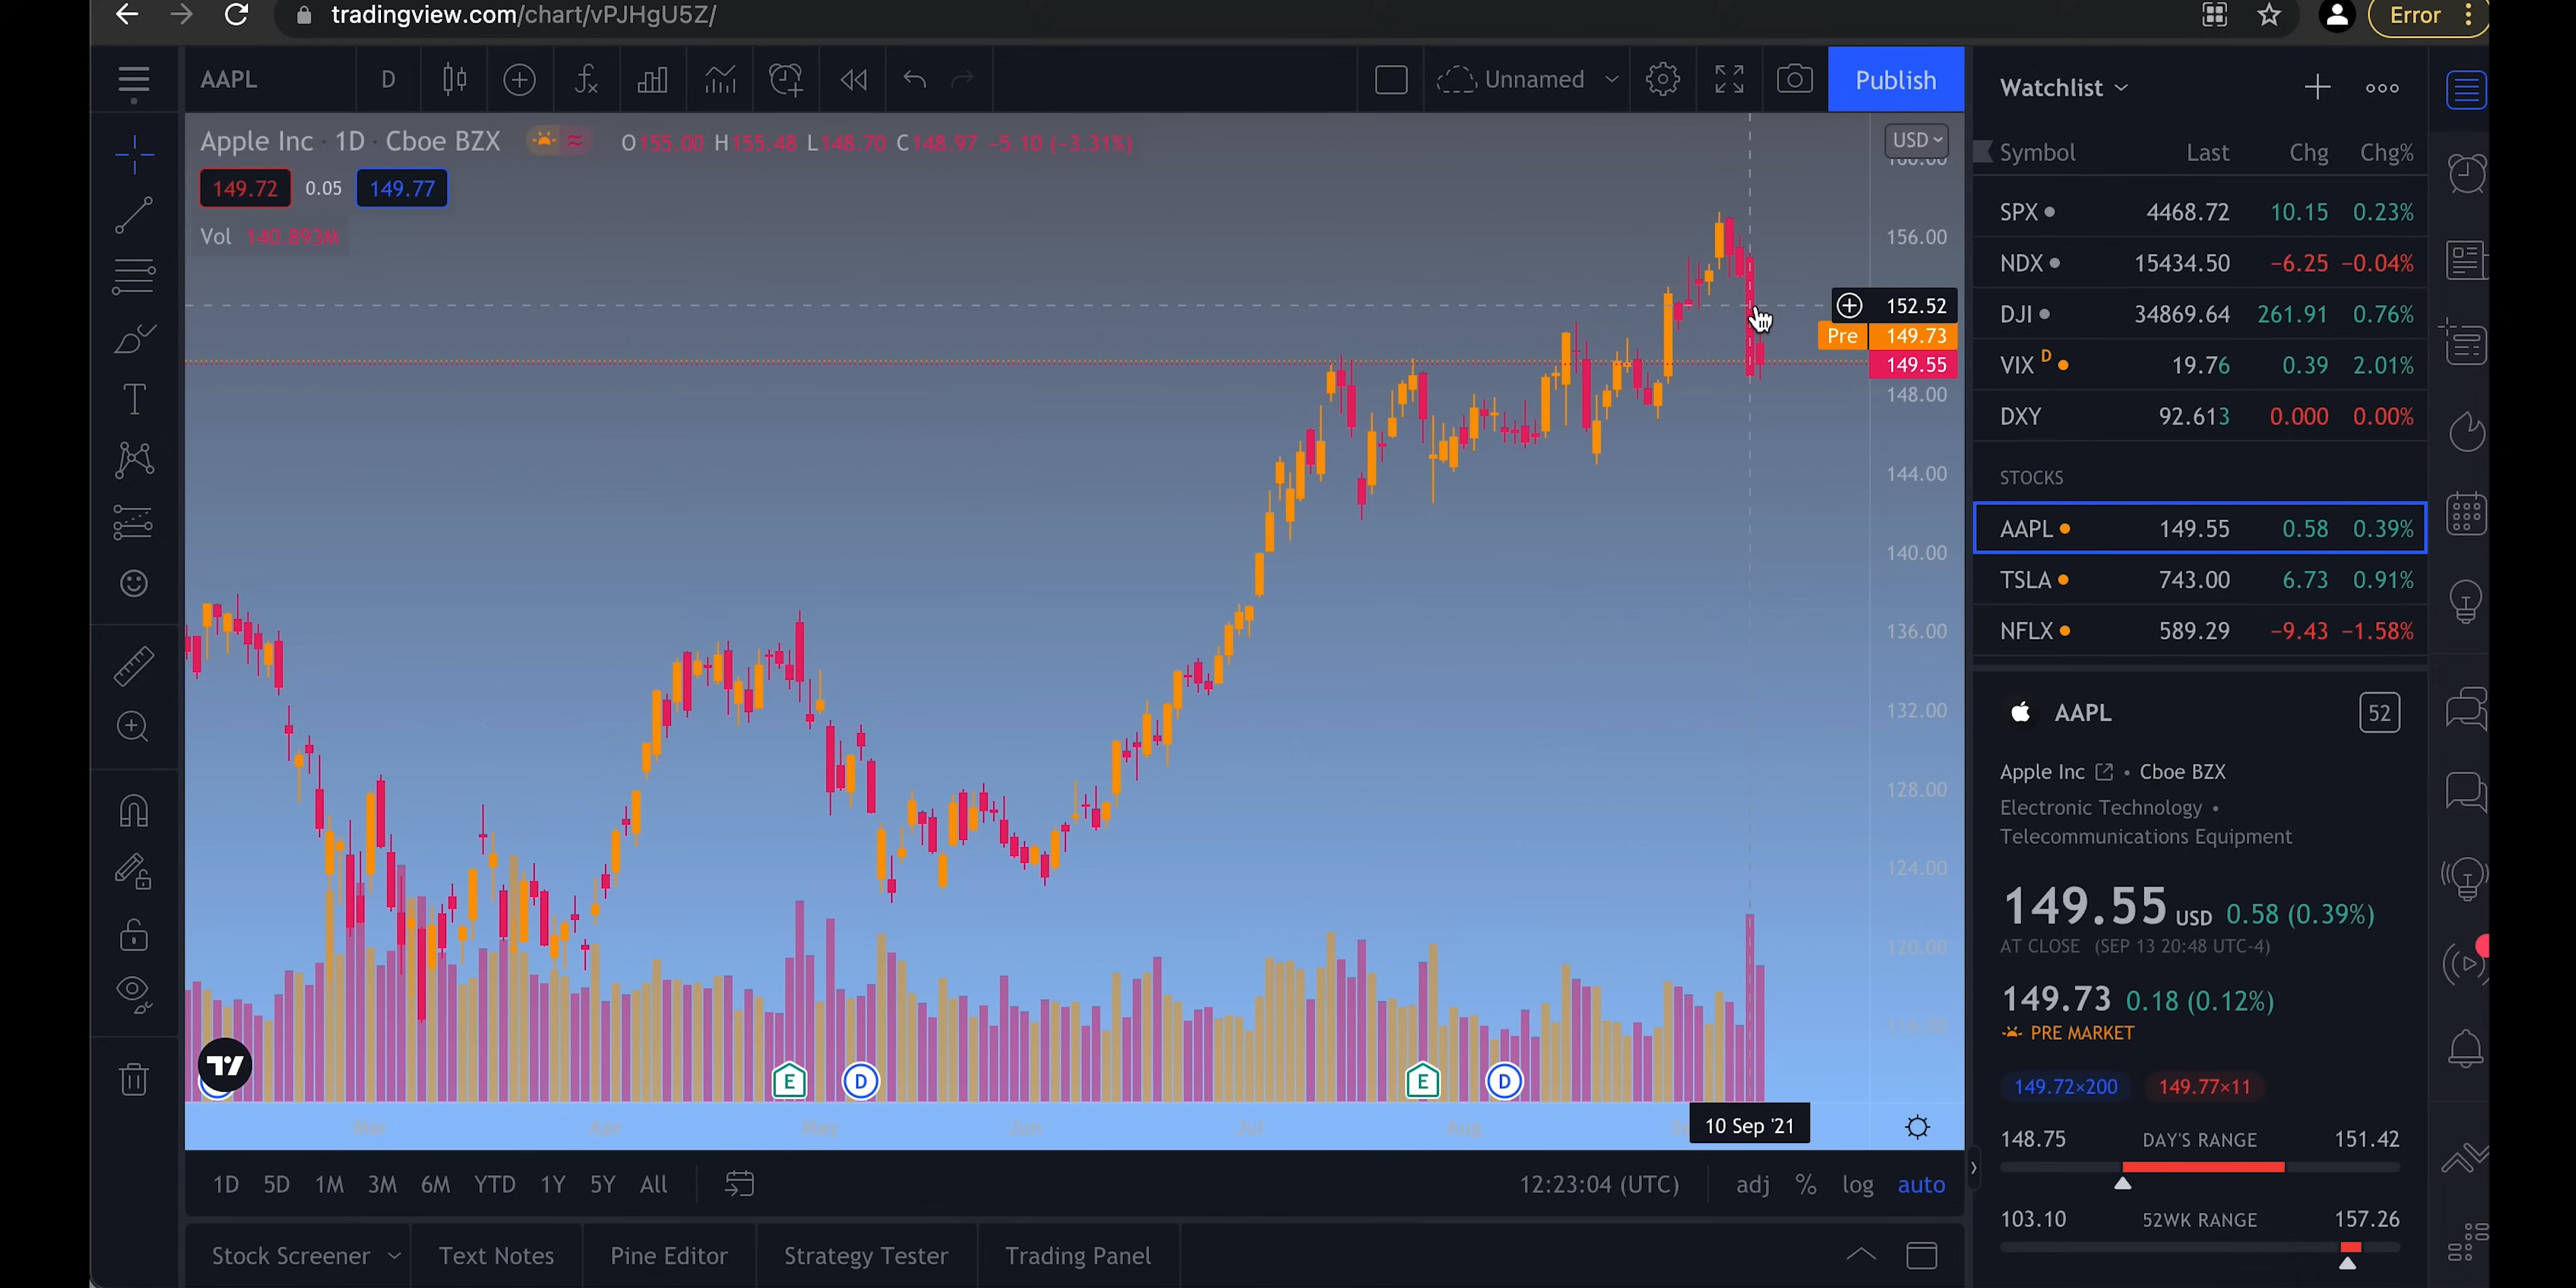 tradingview.com/chart/vPJHgU5Z/
Error
AAPL D Unnamed Publish
Apple Inc · 1D · Cboe BZX O155.00 H155.48 L148.70 C148.97 −5.10 (−3.31%)
149.72 0.05 149.77
Vol 140.893M
USD
160.00
156.00
152.52
Pre 149.73
149.55
148.00
144.00
140.00
136.00
132.00
128.00
124.00
120.00
E D E D
Mar Apr May Jun Jul Aug 10 Sep '21
1D 5D 1M 3M 6M YTD 1Y 5Y All 12:23:04 (UTC) adj % log auto
Stock Screener Text Notes Pine Editor Strategy Tester Trading Panel
Watchlist
Symbol Last Chg Chg%
SPX 4468.72 10.15 0.23%
NDX 15434.50 −6.25 −0.04%
DJI 34869.64 261.91 0.76%
VIX D 19.76 0.39 2.01%
DXY 92.613 0.000 0.00%
STOCKS
AAPL 149.55 0.58 0.39%
TSLA 743.00 6.73 0.91%
NFLX 589.29 −9.43 −1.58%
AAPL 52
Apple Inc • Cboe BZX
Electronic Technology •
Telecommunications Equipment
149.55 USD 0.58 (0.39%)
AT CLOSE (SEP 13 20:48 UTC-4)
149.73 0.18 (0.12%)
PRE MARKET
149.72×200 149.77×11
148.75 DAY'S RANGE 151.42
103.10 52WK RANGE 157.26